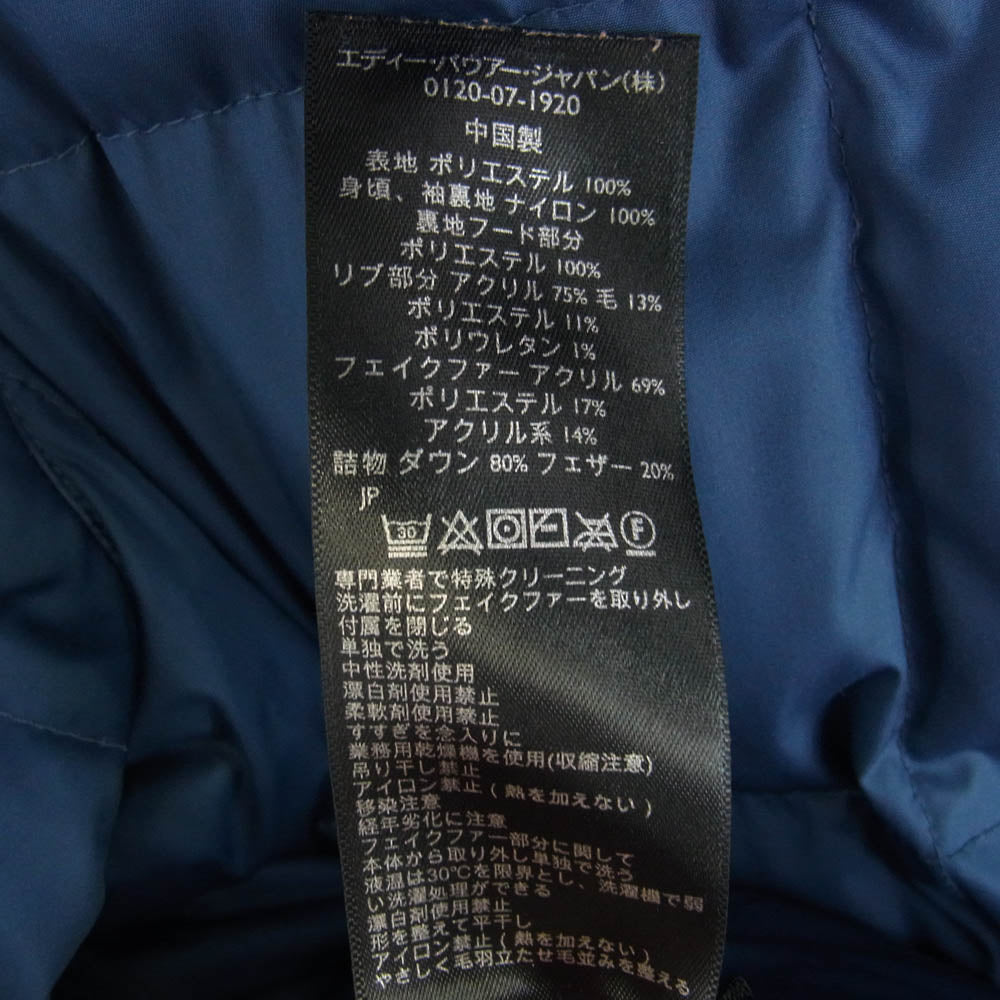 エディー・バウアー・ジャパン(株)
0120-07-1920
中国製
表地 ポリエステル 100%
身頃、袖裏地 ナイロン 100%
裏地フード部分
ポリエステル 100%
リブ部分 アクリル 75% 毛 13%
ポリエステル 11%
ポリウレタン 1%
フェイクファー アクリル 69%
ポリエステル 17%
アクリル系 14%
詰物 ダウン 80% フェザー 20%
JP
30 F
専門業者で特殊クリーニング
洗濯前にフェイクファーを取り外し
付属を閉じる
単独で洗う
中性洗剤使用
漂白剤使用禁止
柔軟剤使用禁止
すすぎを念入りに
業務用乾燥機を使用(収縮注意)
吊り干し禁止
アイロン禁止 (熱を加えない)
移染注意
経年劣化に注意
フェイクファー部分に関して
本体から取り外し単独で洗う
液温は30℃を限界とし、洗濯機で弱
い洗濯処理ができる
漂白剤使用禁止
形を整えて平干し
アイロン禁止 (熱を加えない)
やさしく毛羽立たせ毛並みを整える